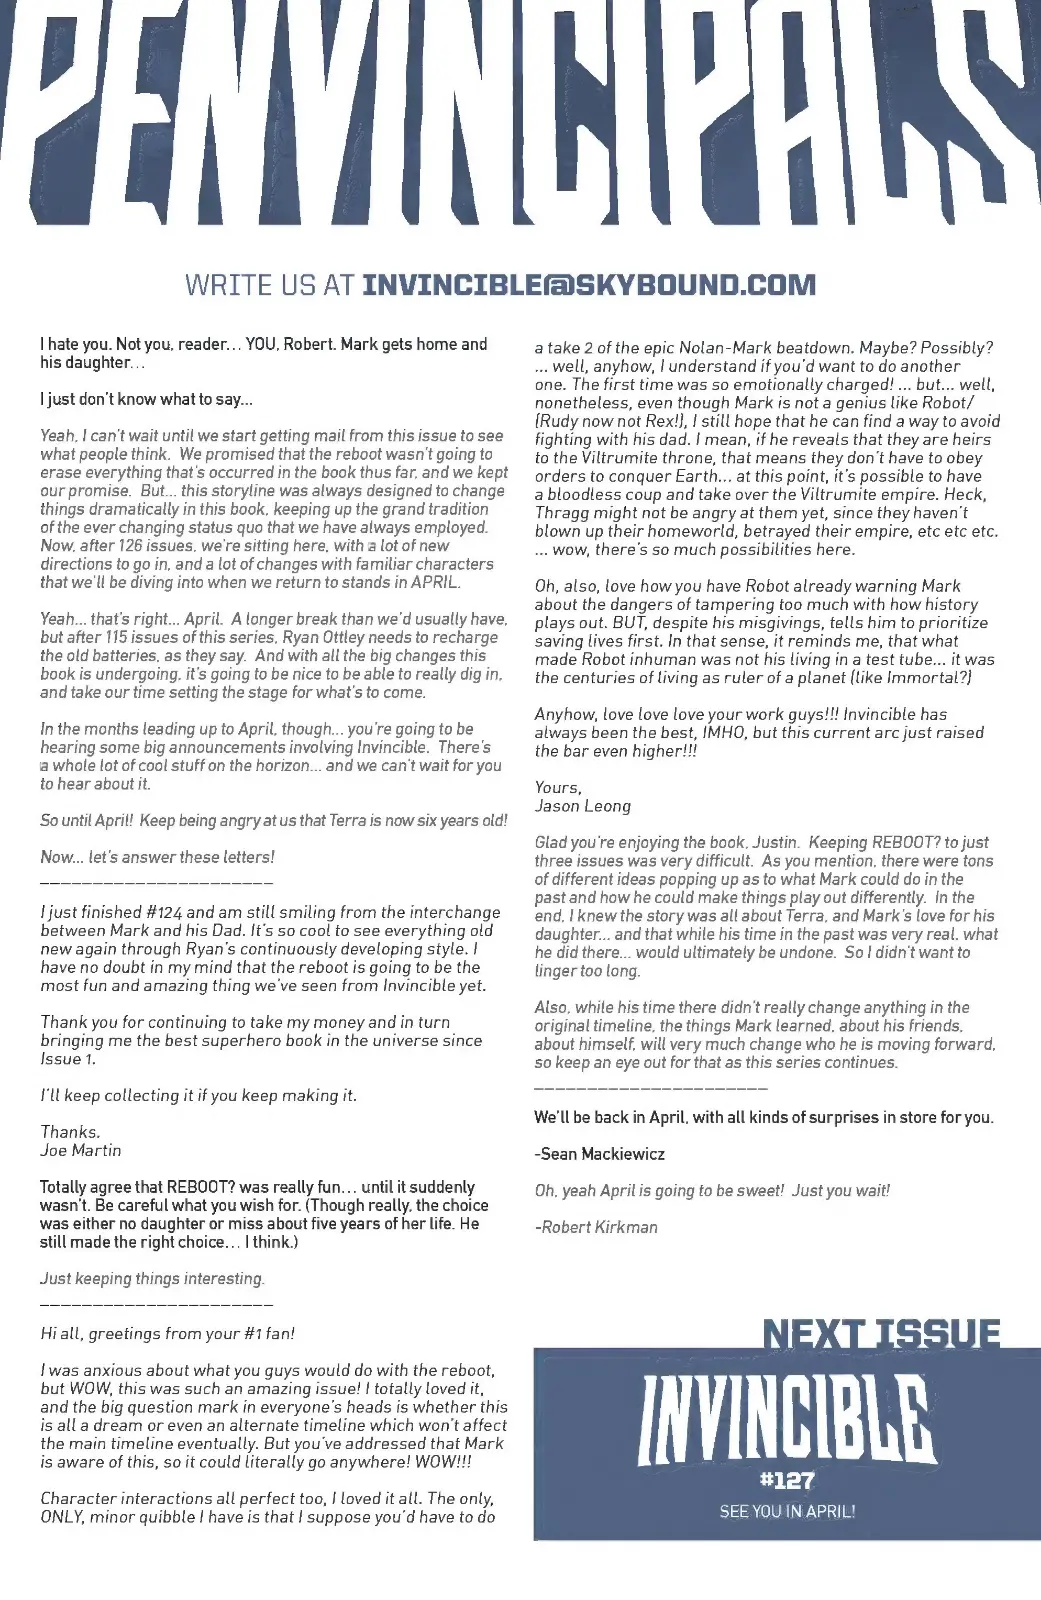 PENVINCIPALS
WRITE US AT INVINCIBLE@SKYBOUND.COM
I hate you. Not you, reader... YOU, Robert. Mark gets home and
his daughter...
I just don't know what to say...
Yeah, I can't wait until we start getting mail from this issue to see
what people think.  We promised that the reboot wasn't going to
erase everything that's occurred in the book thus far, and we kept
our promise.  But... this storyline was always designed to change
things dramatically in this book, keeping up the grand tradition
of the ever changing status quo that we have always employed.
Now, after 126 issues, we're sitting here, with a lot of new
directions to go in, and a lot of changes with familiar characters
that we'll be diving into when we return to stands in APRIL.
Yeah... that's right... April.  A longer break than we'd usually have,
but after 115 issues of this series, Ryan Ottley needs to recharge
the old batteries, as they say.  And with all the big changes this
book is undergoing, it's going to be nice to be able to really dig in,
and take our time setting the stage for what's to come.
In the months leading up to April, though... you're going to be
hearing some big announcements involving Invincible.  There's
a whole lot of cool stuff on the horizon... and we can't wait for you
to hear about it.
So until April!  Keep being angry at us that Terra is now six years old!
Now... let's answer these letters!
______________________
I just finished #124 and am still smiling from the interchange
between Mark and his Dad. It's so cool to see everything old
new again through Ryan's continuously developing style. I
have no doubt in my mind that the reboot is going to be the
most fun and amazing thing we've seen from Invincible yet.
Thank you for continuing to take my money and in turn
bringing me the best superhero book in the universe since
Issue 1.
I'll keep collecting it if you keep making it.
Thanks.
Joe Martin
Totally agree that REBOOT? was really fun... until it suddenly
wasn't. Be careful what you wish for. (Though really, the choice
was either no daughter or miss about five years of her life. He
still made the right choice... I think.)
Just keeping things interesting.
______________________
Hi all, greetings from your #1 fan!
I was anxious about what you guys would do with the reboot,
but WOW, this was such an amazing issue! I totally loved it,
and the big question mark in everyone's heads is whether this
is all a dream or even an alternate timeline which won't affect
the main timeline eventually. But you've addressed that Mark
is aware of this, so it could literally go anywhere! WOW!!!
Character interactions all perfect too, I loved it all. The only,
ONLY, minor quibble I have is that I suppose you'd have to do
a take 2 of the epic Nolan-Mark beatdown. Maybe? Possibly?
... well, anyhow, I understand if you'd want to do another
one. The first time was so emotionally charged! ... but... well,
nonetheless, even though Mark is not a genius like Robot/
(Rudy now not Rex!), I still hope that he can find a way to avoid
fighting with his dad. I mean, if he reveals that they are heirs
to the Viltrumite throne, that means they don't have to obey
orders to conquer Earth... at this point, it's possible to have
a bloodless coup and take over the Viltrumite empire. Heck,
Thragg might not be angry at them yet, since they haven't
blown up their homeworld, betrayed their empire, etc etc etc.
... wow, there's so much possibilities here.
Oh, also, love how you have Robot already warning Mark
about the dangers of tampering too much with how history
plays out. BUT, despite his misgivings, tells him to prioritize
saving lives first. In that sense, it reminds me, that what
made Robot inhuman was not his living in a test tube... it was
the centuries of living as ruler of a planet (like Immortal?)
Anyhow, love love love your work guys!!! Invincible has
always been the best, IMHO, but this current arc just raised
the bar even higher!!!
Yours,
Jason Leong
Glad you're enjoying the book, Justin.  Keeping REBOOT? to just
three issues was very difficult.  As you mention, there were tons
of different ideas popping up as to what Mark could do in the
past and how he could make things play out differently.  In the
end, I knew the story was all about Terra, and Mark's love for his
daughter... and that while his time in the past was very real, what
he did there... would ultimately be undone.  So I didn't want to
linger too long.
Also, while his time there didn't really change anything in the
original timeline, the things Mark learned, about his friends,
about himself, will very much change who he is moving forward,
so keep an eye out for that as this series continues.
______________________
We'll be back in April, with all kinds of surprises in store for you.
-Sean Mackiewicz
Oh, yeah April is going to be sweet!  Just you wait!
-Robert Kirkman
NEXT ISSUE
INVINCIBLE
#127
SEE YOU IN APRIL!